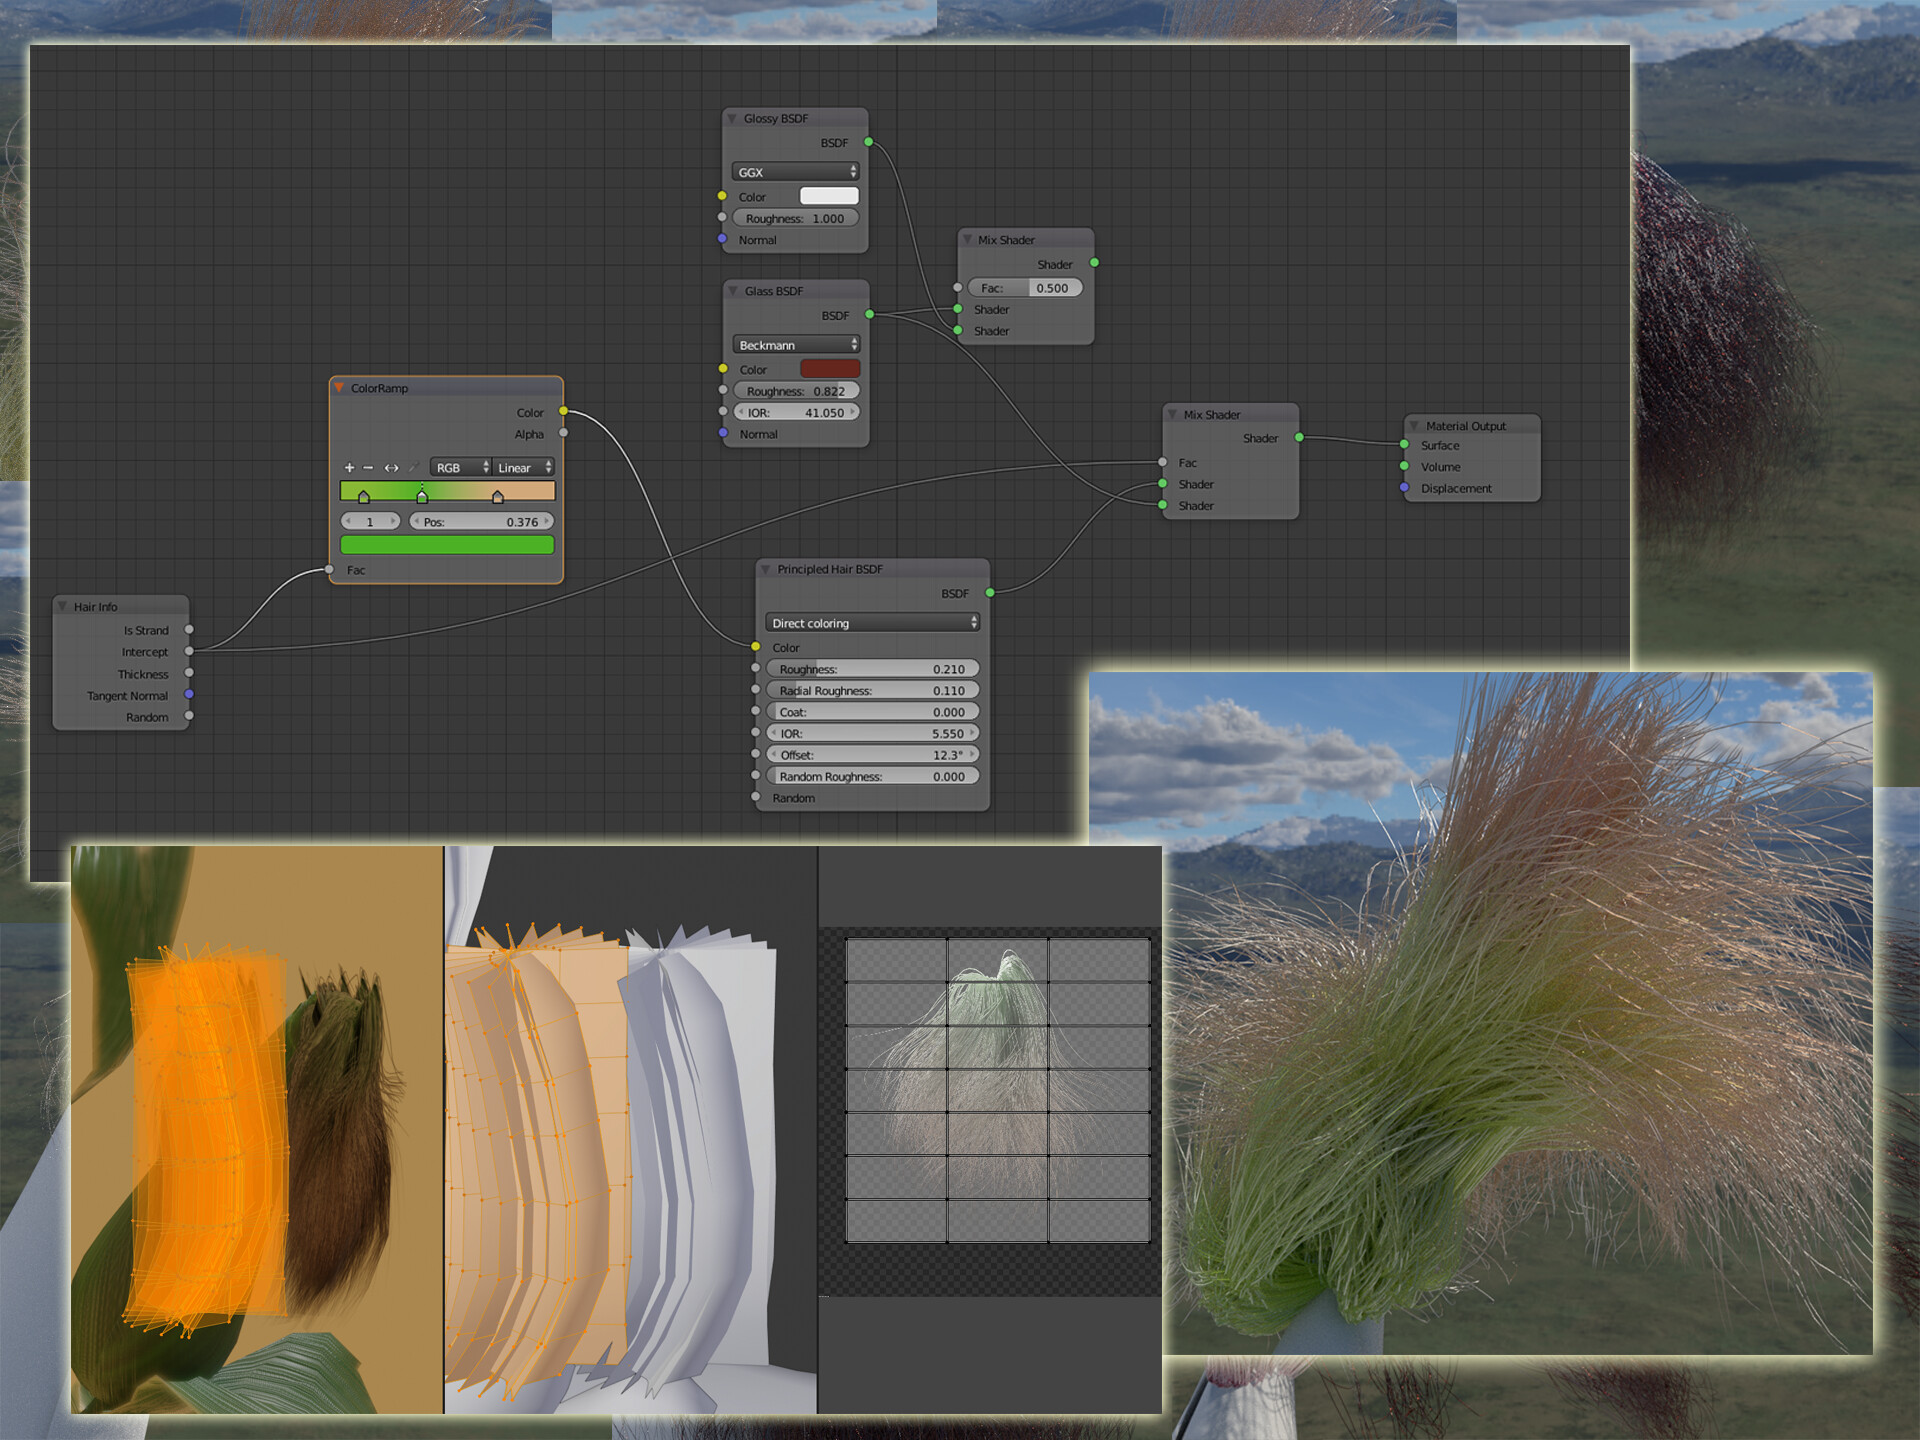 Glossy BSDF
BSDF
GGX
Color
Roughness: 1.000
Normal
Glass BSDF
BSDF
Beckmann
Color
Roughness: 0.822
IOR: 41.050
Normal
Mix Shader
Shader
Fac: 0.500
Shader
Shader
ColorRamp
Color
Alpha
RGB Linear
1 Pos: 0.376
Fac
Hair Info
Is Strand
Intercept
Thickness
Tangent Normal
Random
Principled Hair BSDF
BSDF
Direct coloring
Color
Roughness: 0.210
Radial Roughness: 0.110
Coat: 0.000
IOR: 5.550
Offset: 12.3°
Random Roughness: 0.000
Random
Mix Shader
Shader
Fac
Shader
Shader
Material Output
Surface
Volume
Displacement